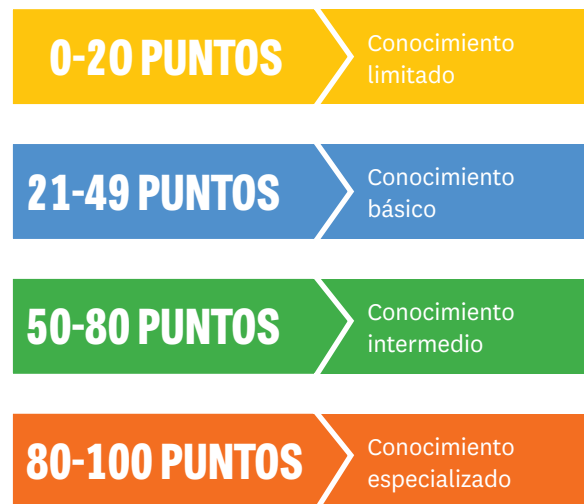 0-20 PUNTOS
Conocimiento
limitado
21-49 PUNTOS
Conocimiento
básico
50-80 PUNTOS
Conocimiento
intermedio
80-100 PUNTOS
Conocimiento
especializado